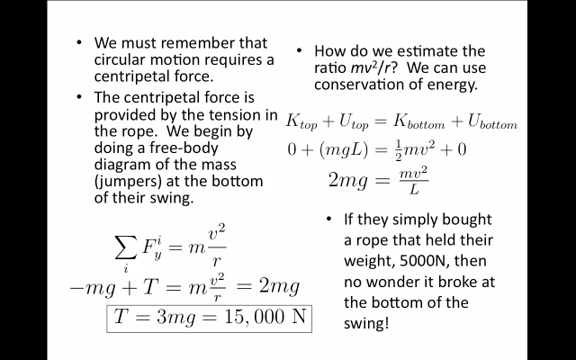 • We must remember that
circular motion requires a
centripetal force.
• The centripetal force is
provided by the tension in
the rope.  We begin by
doing a free-body
diagram of the mass
(jumpers) at the bottom
of their swing.
∑_i F_y^i = m v²/r
−mg + T = m v²/r = 2mg
T = 3mg = 15,000 N
• How do we estimate the
ratio mv²/r?  We can use
conservation of energy.
K_top + U_top = K_bottom + U_bottom
0 + (mgL) = ½mv² + 0
2mg = mv²/L
• If they simply bought
a rope that held their
weight, 5000N, then
no wonder it broke at
the bottom of the
swing!